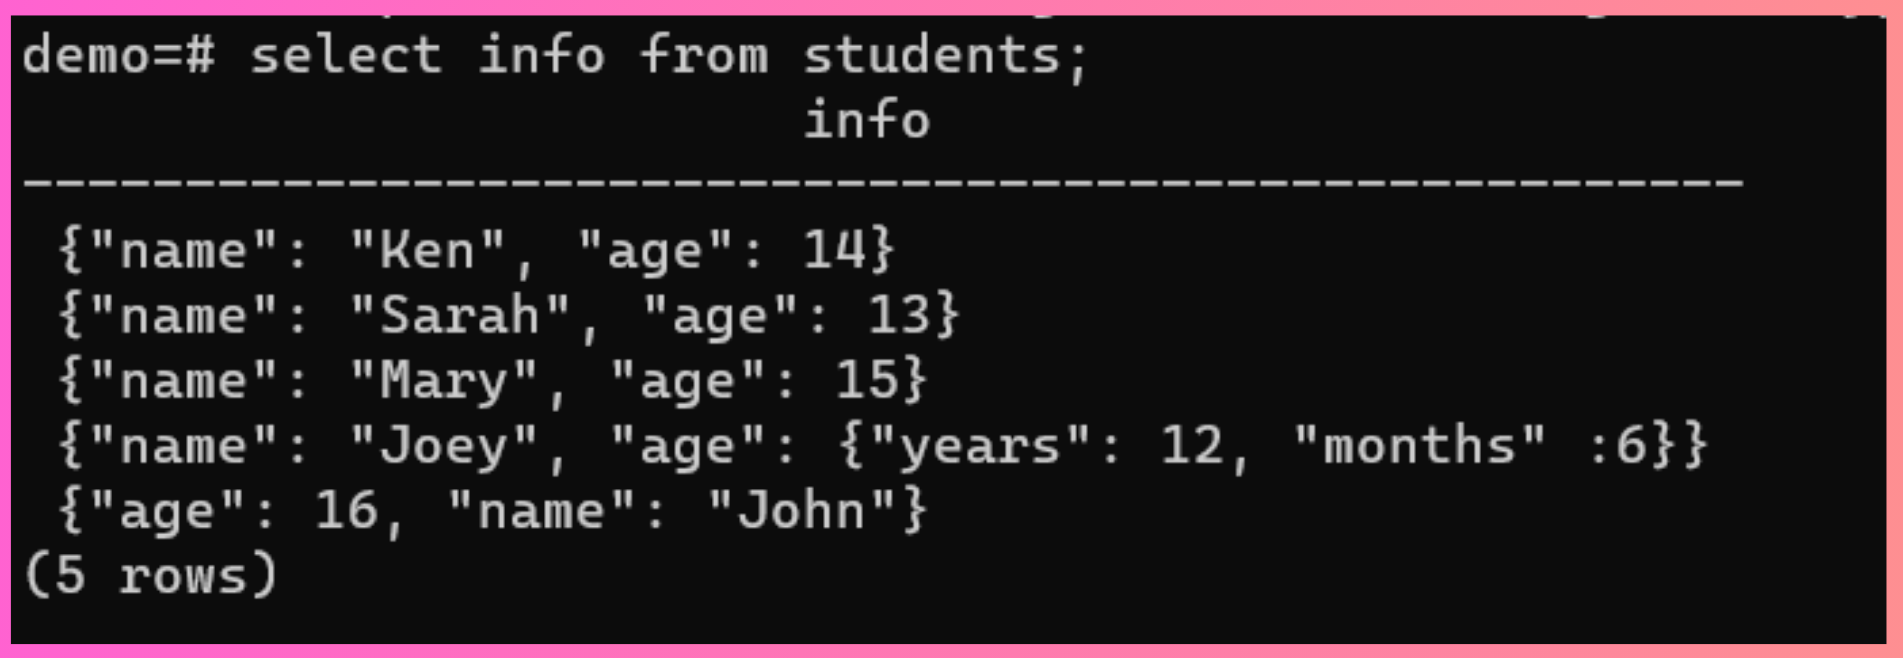 demo=# select info from students;
info
-----------------------------------------------------
{"name": "Ken", "age": 14}
{"name": "Sarah", "age": 13}
{"name": "Mary", "age": 15}
{"name": "Joey", "age": {"years": 12, "months" :6}}
{"age": 16, "name": "John"}
(5 rows)